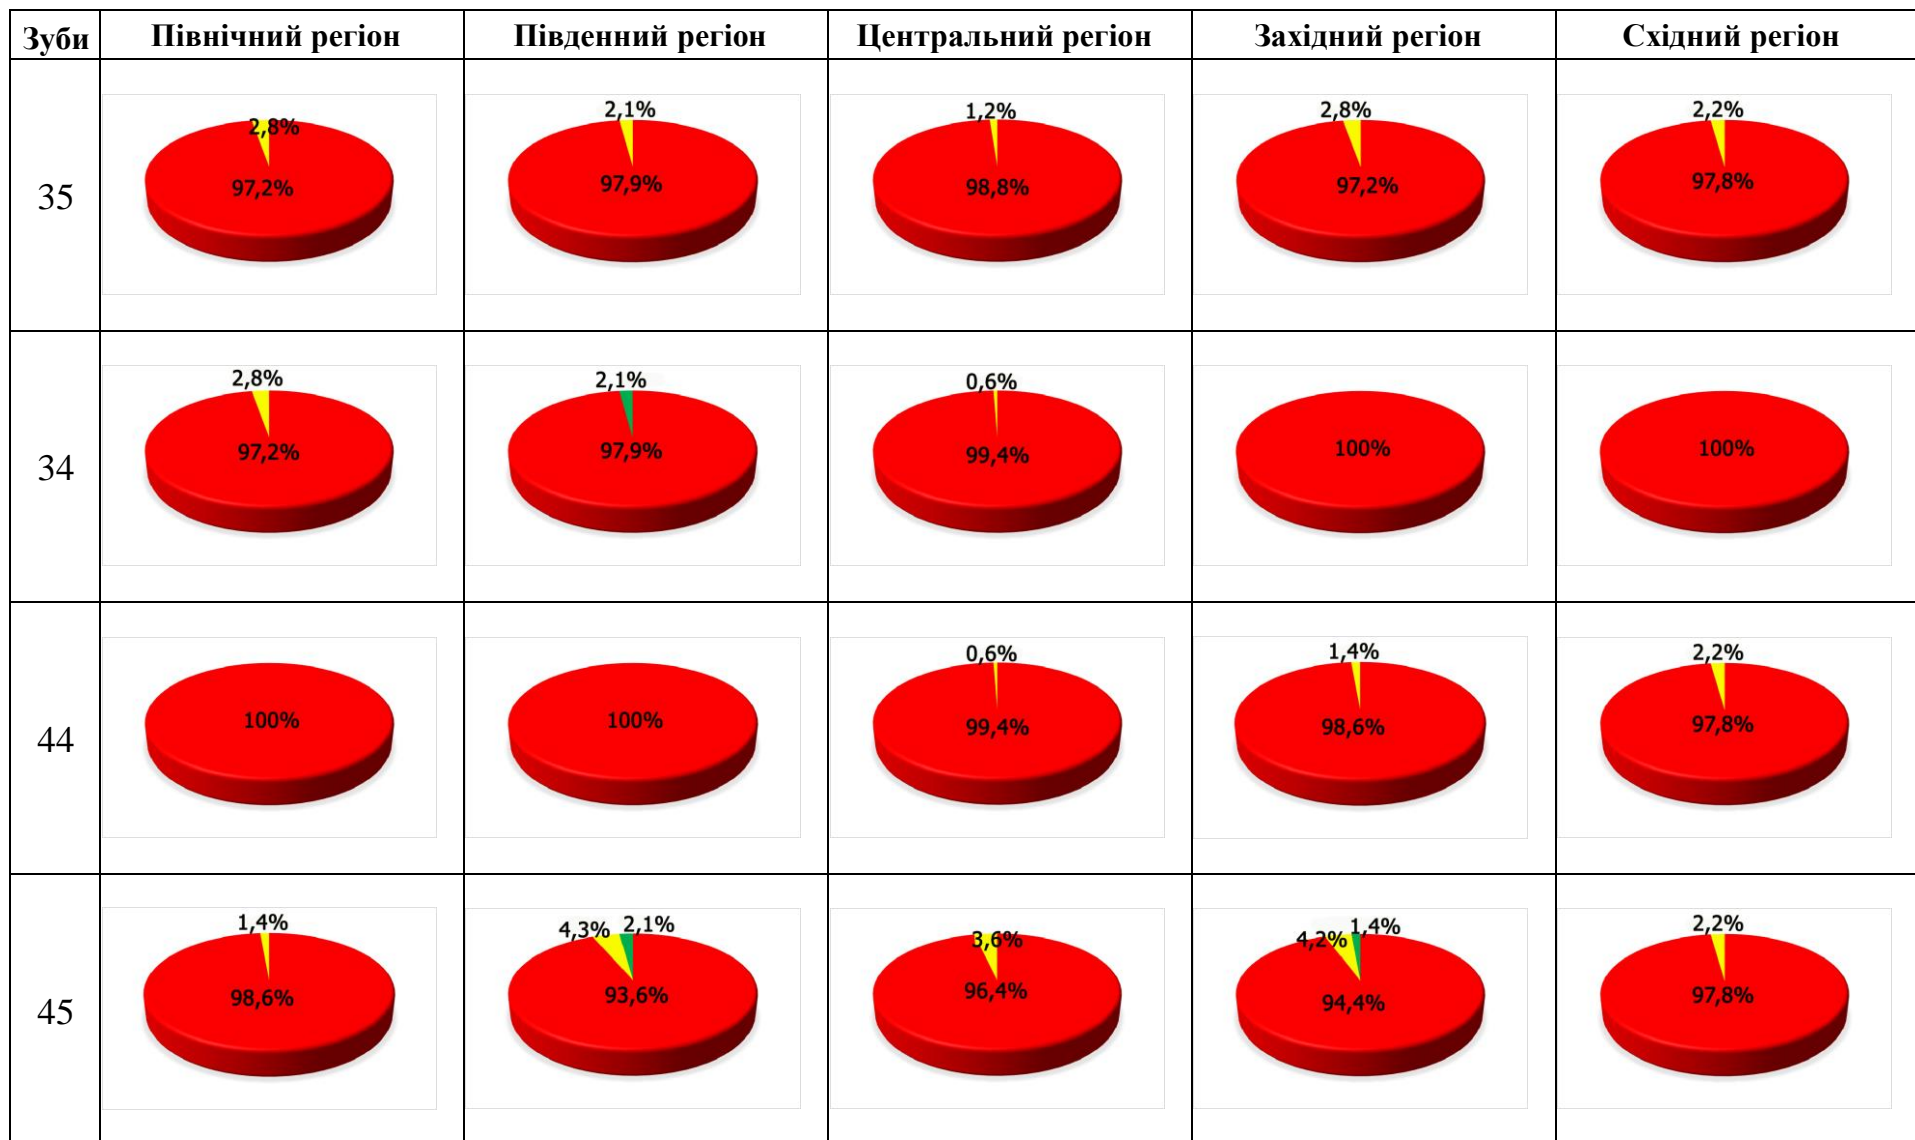 Зуби Північний регіон Південний регіон Центральний регіон Західний регіон Східний регіон
35
2,8% 2,1% 1,2% 2,8% 2,2%
97,2% 97,9% 98,8% 97,2% 97,8%
34
2,8% 2,1% 0,6%
97,2% 97,9% 99,4% 100% 100%
44
0,6% 1,4% 2,2%
100% 100% 99,4% 98,6% 97,8%
45
1,4% 4,3% 2,1% 3,6% 4,2% 1,4% 2,2%
98,6% 93,6% 96,4% 94,4% 97,8%